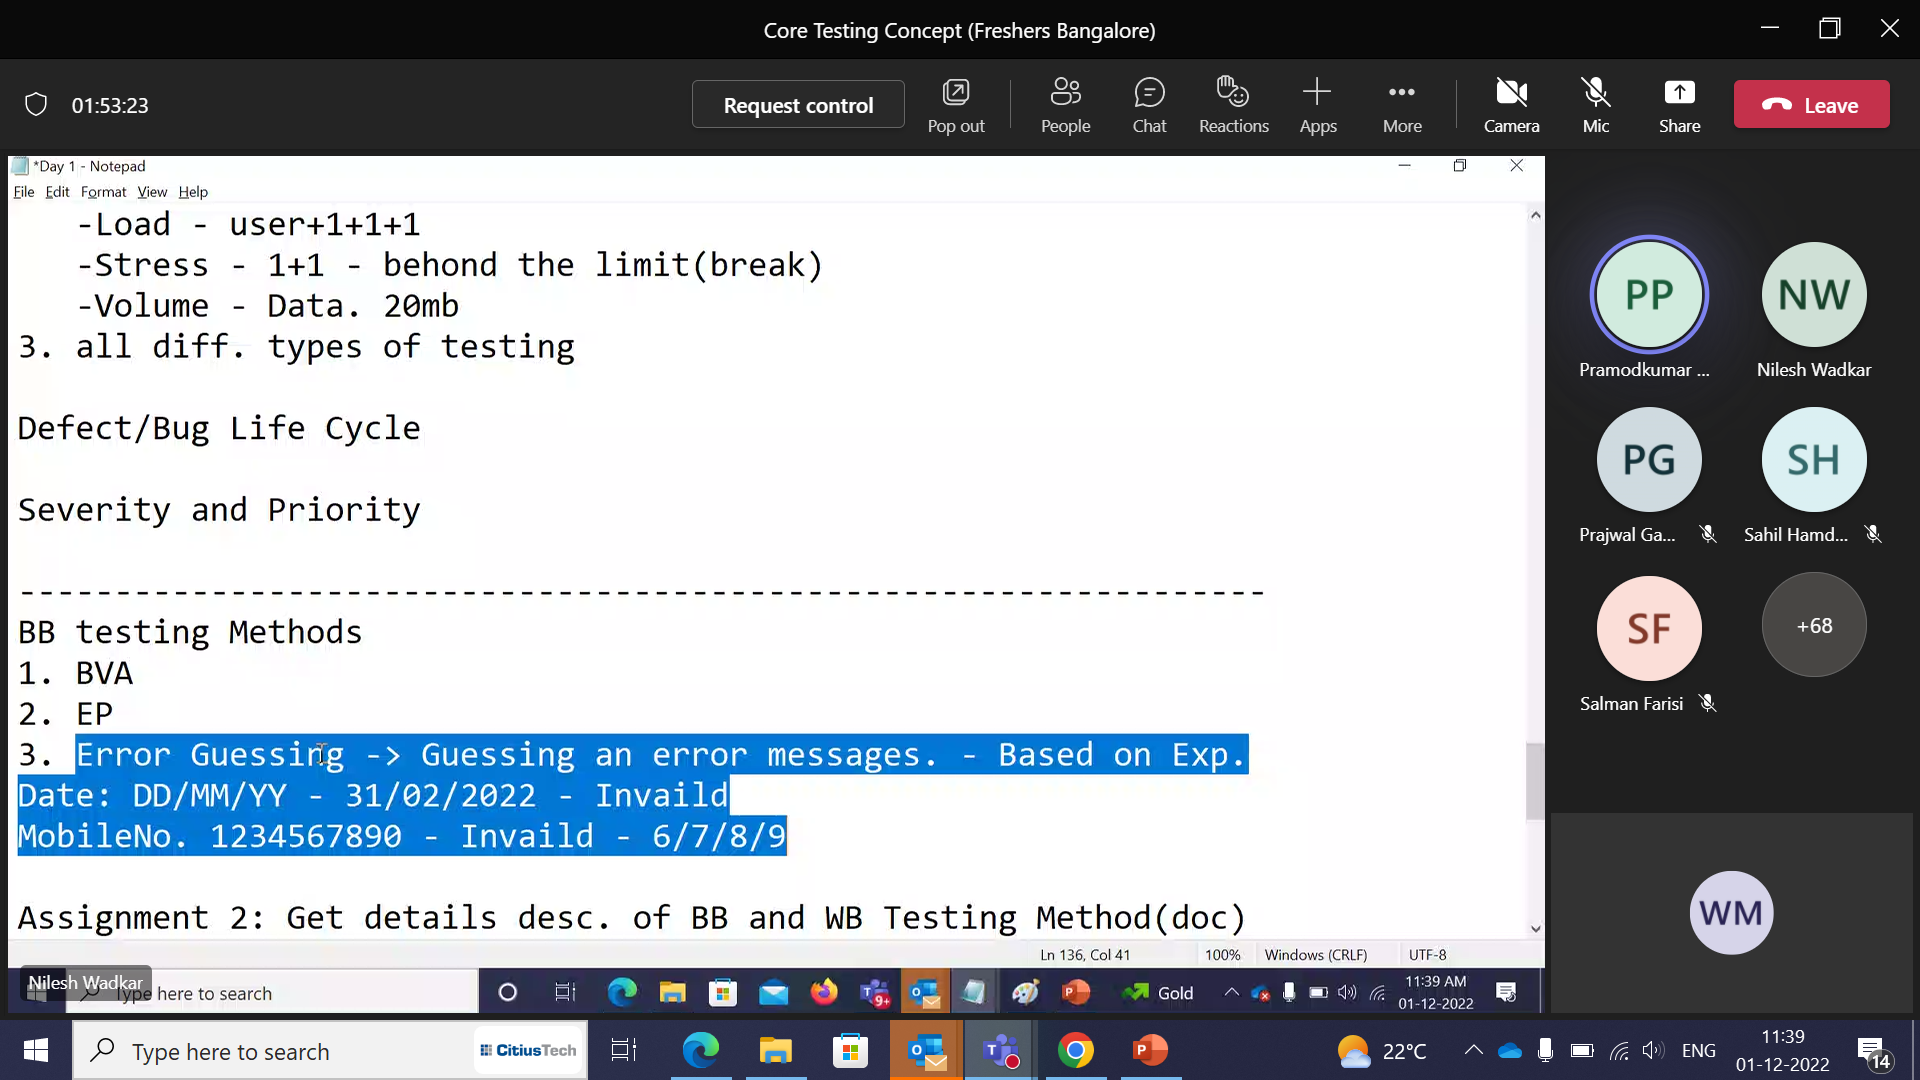 Core Testing Concept (Freshers Bangalore)
01:53:23
Request control
Pop out
People
Chat
Reactions
Apps
More
Camera
Mic
Share
Leave
*Day 1 - Notepad
File Edit Format View Help
-Load - user+1+1+1
-Stress - 1+1 - behond the limit(break)
-Volume - Data. 20mb
3. all diff. types of testing
Defect/Bug Life Cycle
Severity and Priority
-----------------------------------------------------------------
BB testing Methods
1. BVA
2. EP
3. Error Guessing -> Guessing an error messages. - Based on Exp.
Date: DD/MM/YY - 31/02/2022 - Invaild
MobileNo. 1234567890 - Invaild - 6/7/8/9
Assignment 2: Get details desc. of BB and WB Testing Method(doc)
Ln 136, Col 41
100%
Windows (CRLF)
UTF-8
Nilesh Wadkar
Type here to search
9+
Gold
11:39 AM
01-12-2022
PP
Pramodkumar ...
NW
Nilesh Wadkar
PG
Prajwal Ga...
SH
Sahil Hamd...
SF
Salman Farisi
+68
WM
Type here to search
CitiusTech
22°C
ENG
11:39
01-12-2022
14